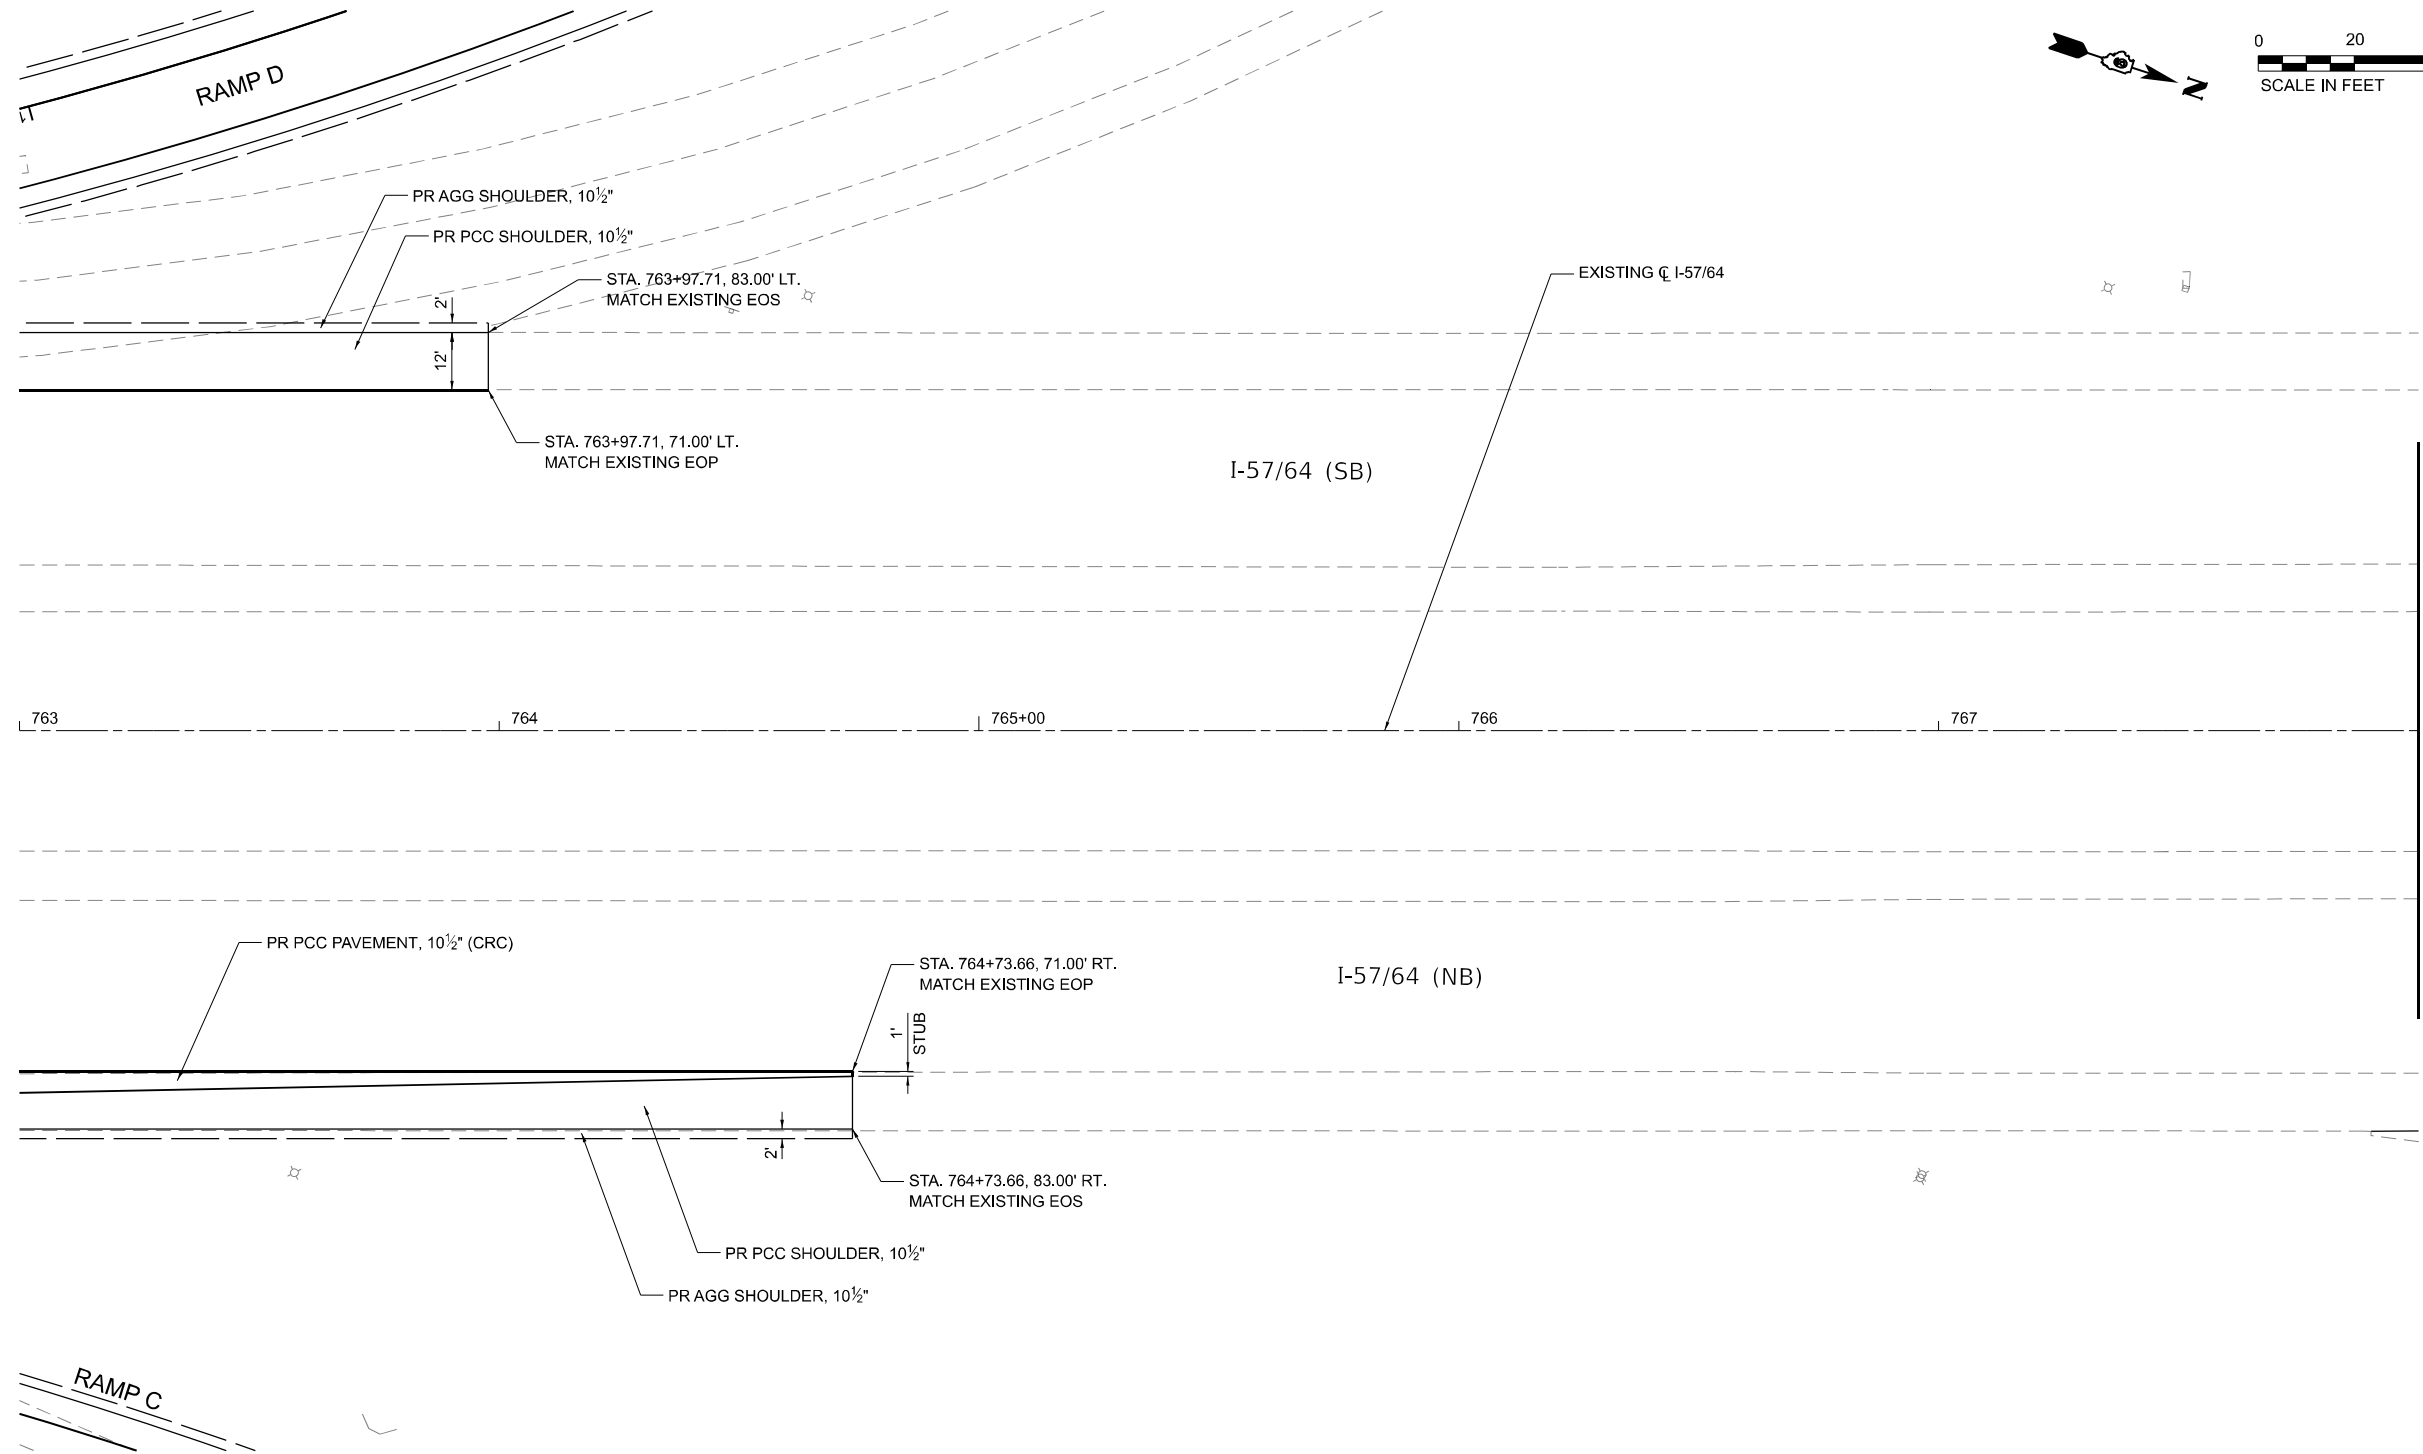 RAMP D
N
0 20
SCALE IN FEET
PR AGG SHOULDER, 10½"
PR PCC SHOULDER, 10½"
STA. 763+97.71, 83.00' LT.
MATCH EXISTING EOS
EXISTING ℄ I-57/64
2'
12'
STA. 763+97.71, 71.00' LT.
MATCH EXISTING EOP
I-57/64 (SB)
763 764 765+00 766 767
PR PCC PAVEMENT, 10½" (CRC)
STA. 764+73.66, 71.00' RT.
MATCH EXISTING EOP
I-57/64 (NB)
1'
STUB
2'
STA. 764+73.66, 83.00' RT.
MATCH EXISTING EOS
PR PCC SHOULDER, 10½"
PR AGG SHOULDER, 10½"
RAMP C